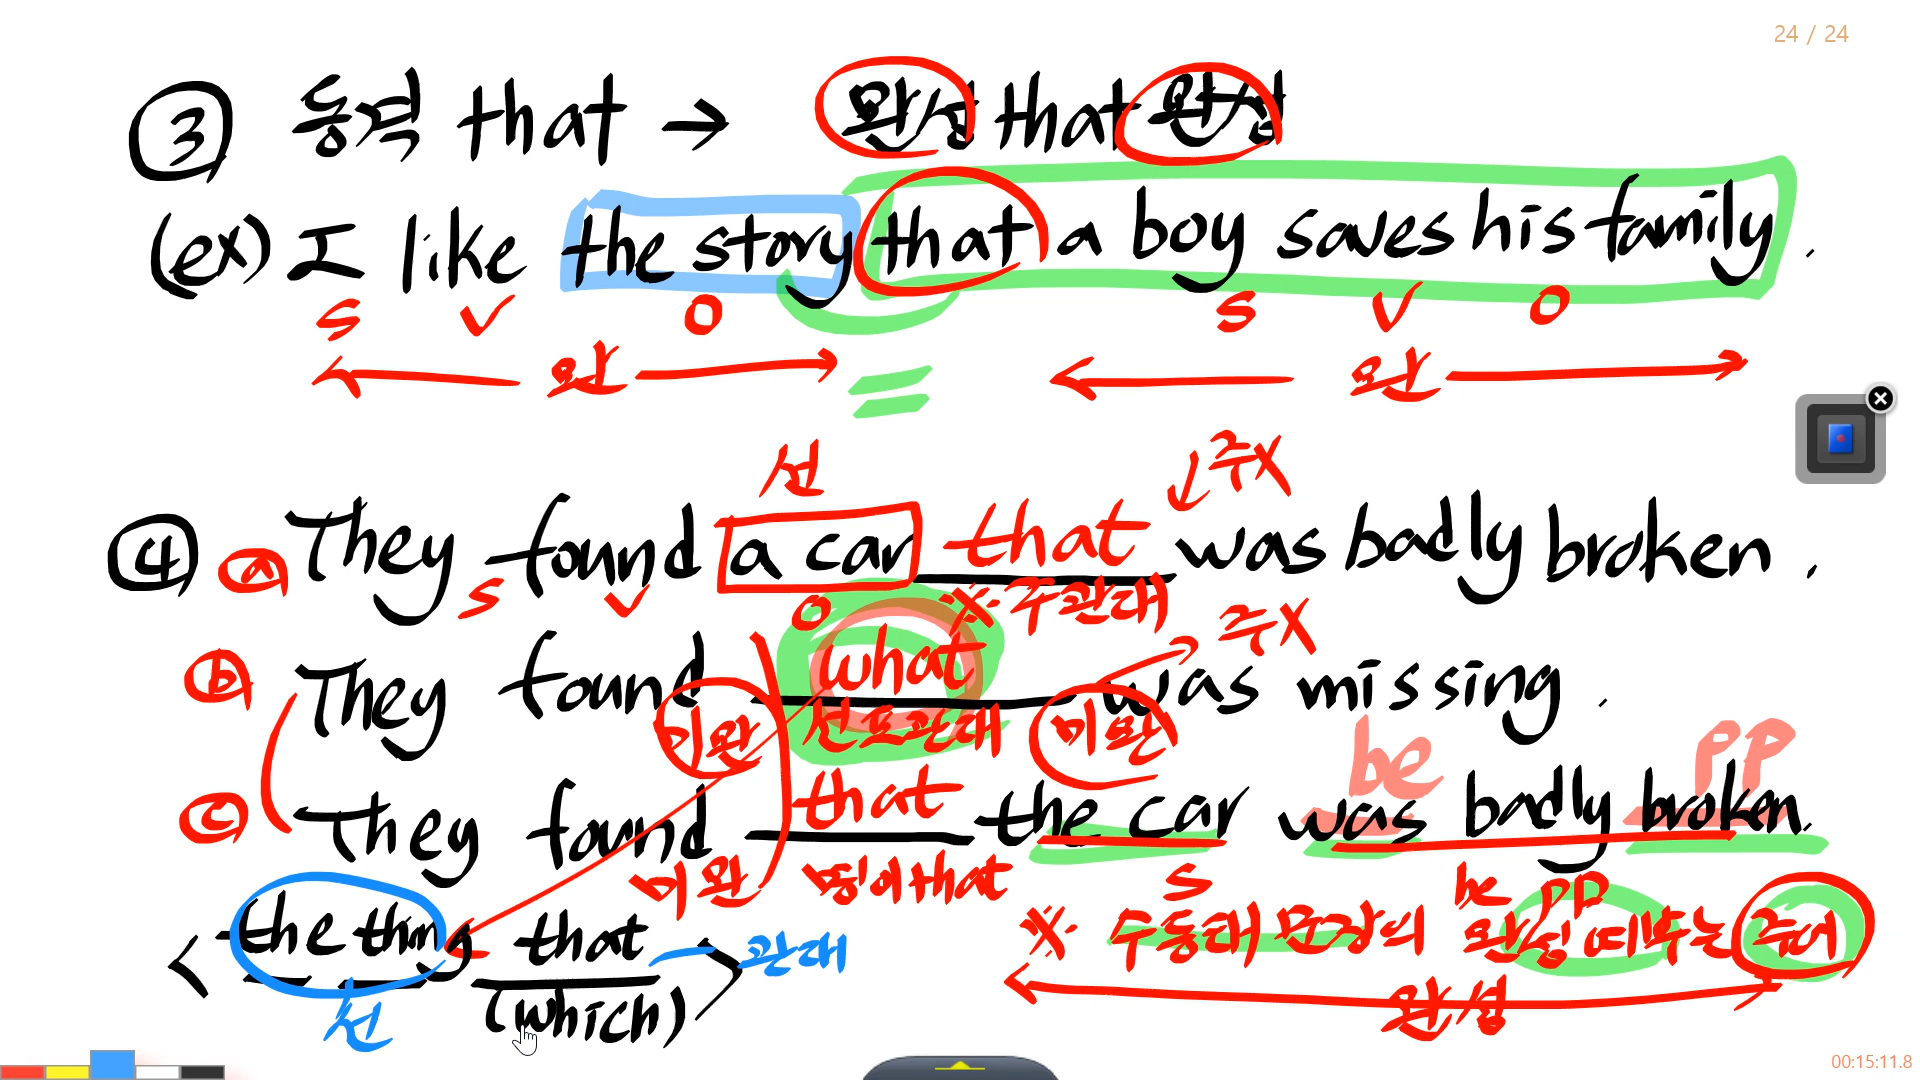 24 / 24
③ 동격 that → 완성 that 완성
(ex) I like the story that a boy saves his family.
S V O S V O
완 = 완
선 주X
④ ⓐ They found a car that was badly broken.
S V O ※주관대 주X
ⓑ They found what was missing.
미완 선포관대 미완 be PP
ⓒ They found that the car was badly broken.
미완 명이that S be PP
<the thing that> 관대 ※ 수동태 문장의 완성여부는 주어
선 (which) 완성
00:15:11.8